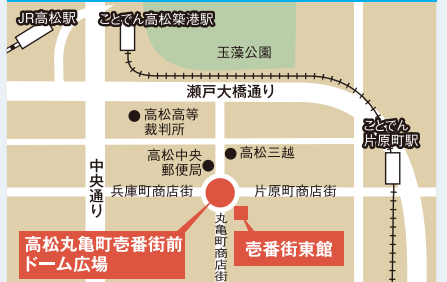 JR高松駅
ことでん高松築港駅
玉藻公園
瀬戸大橋通り
ことでん
片原町駅
高松高等
裁判所
高松中央
郵便局
高松三越
中央通り
兵庫町商店街
片原町商店街
丸亀町商店街
高松丸亀町壱番街前
ドーム広場
壱番街東館